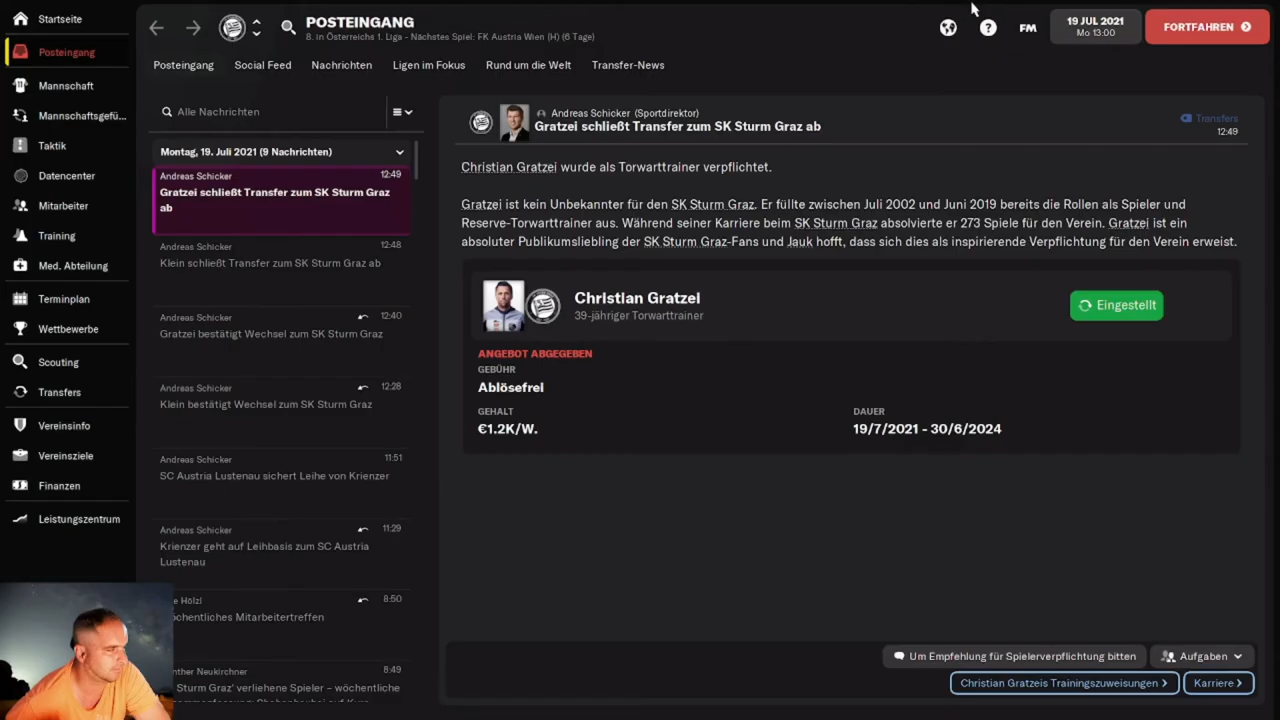 Startseite
Posteingang
Mannschaft
Mannschaftsgefü...
Taktik
Datencenter
Mitarbeiter
Training
Med. Abteilung
Terminplan
Wettbewerbe
Scouting
Transfers
Vereinsinfo
Vereinsziele
Finanzen
Leistungszentrum
POSTEINGANG
8. in Österreichs 1. Liga - Nächstes Spiel: FK Austria Wien (H) (6 Tage)
FM
19 JUL 2021
Mo 13:00
FORTFAHREN
Posteingang
Social Feed
Nachrichten
Ligen im Fokus
Rund um die Welt
Transfer-News
Alle Nachrichten
Montag, 19. Juli 2021 (9 Nachrichten)
Andreas Schicker 12:49
Gratzei schließt Transfer zum SK Sturm Graz
ab
Andreas Schicker 12:48
Klein schließt Transfer zum SK Sturm Graz ab
Andreas Schicker 12:40
Gratzei bestätigt Wechsel zum SK Sturm Graz
Andreas Schicker 12:28
Klein bestätigt Wechsel zum SK Sturm Graz
Andreas Schicker 11:51
SC Austria Lustenau sichert Leihe von Krienzer
Andreas Schicker 11:29
Krienzer geht auf Leihbasis zum SC Austria
Lustenau
Hölzl 8:50
öchentliches Mitarbeitertreffen
nther Neukirchner 8:49
Sturm Graz' verliehene Spieler – wöchentliche
Andreas Schicker (Sportdirektor)
Gratzei schließt Transfer zum SK Sturm Graz ab
Transfers
12:49
Christian Gratzei wurde als Torwarttrainer verpflichtet.
Gratzei ist kein Unbekannter für den SK Sturm Graz. Er füllte zwischen Juli 2002 und Juni 2019 bereits die Rollen als Spieler und
Reserve-Torwarttrainer aus. Während seiner Karriere beim SK Sturm Graz absolvierte er 273 Spiele für den Verein. Gratzei ist ein
absoluter Publikumsliebling der SK Sturm Graz-Fans und Jauk hofft, dass sich dies als inspirierende Verpflichtung für den Verein erweist.
Christian Gratzei
39-jähriger Torwarttrainer
Eingestellt
ANGEBOT ABGEGEBEN
GEBÜHR
Ablösefrei
GEHALT
€1.2K/W.
DAUER
19/7/2021 - 30/6/2024
Um Empfehlung für Spielerverpflichtung bitten
Aufgaben
Christian Gratzeis Trainingszuweisungen
Karriere